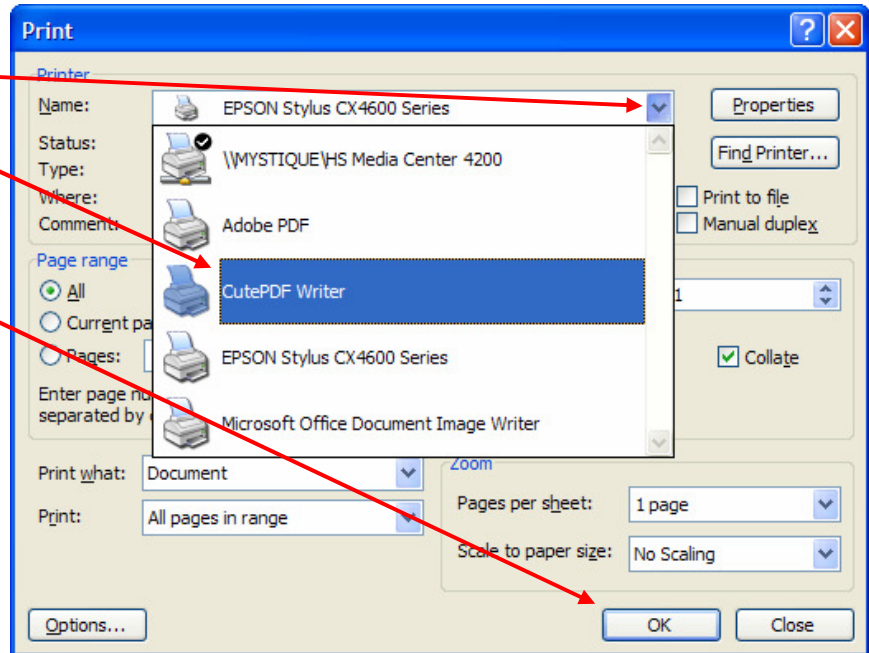 Print
Printer
Name: EPSON Stylus CX4600 Series Properties
Status: \\MYSTIQUE\HS Media Center 4200 Find Printer...
Type:
Where: Print to file
Comment: Adobe PDF Manual duplex
Page range
All CutePDF Writer 1
Current
Pages: EPSON Stylus CX4600 Series Collate
Enter page
separated by Microsoft Office Document Image Writer
Print what: Document Zoom
Pages per sheet: 1 page
Print: All pages in range
Scale to paper size: No Scaling
Options... OK Close